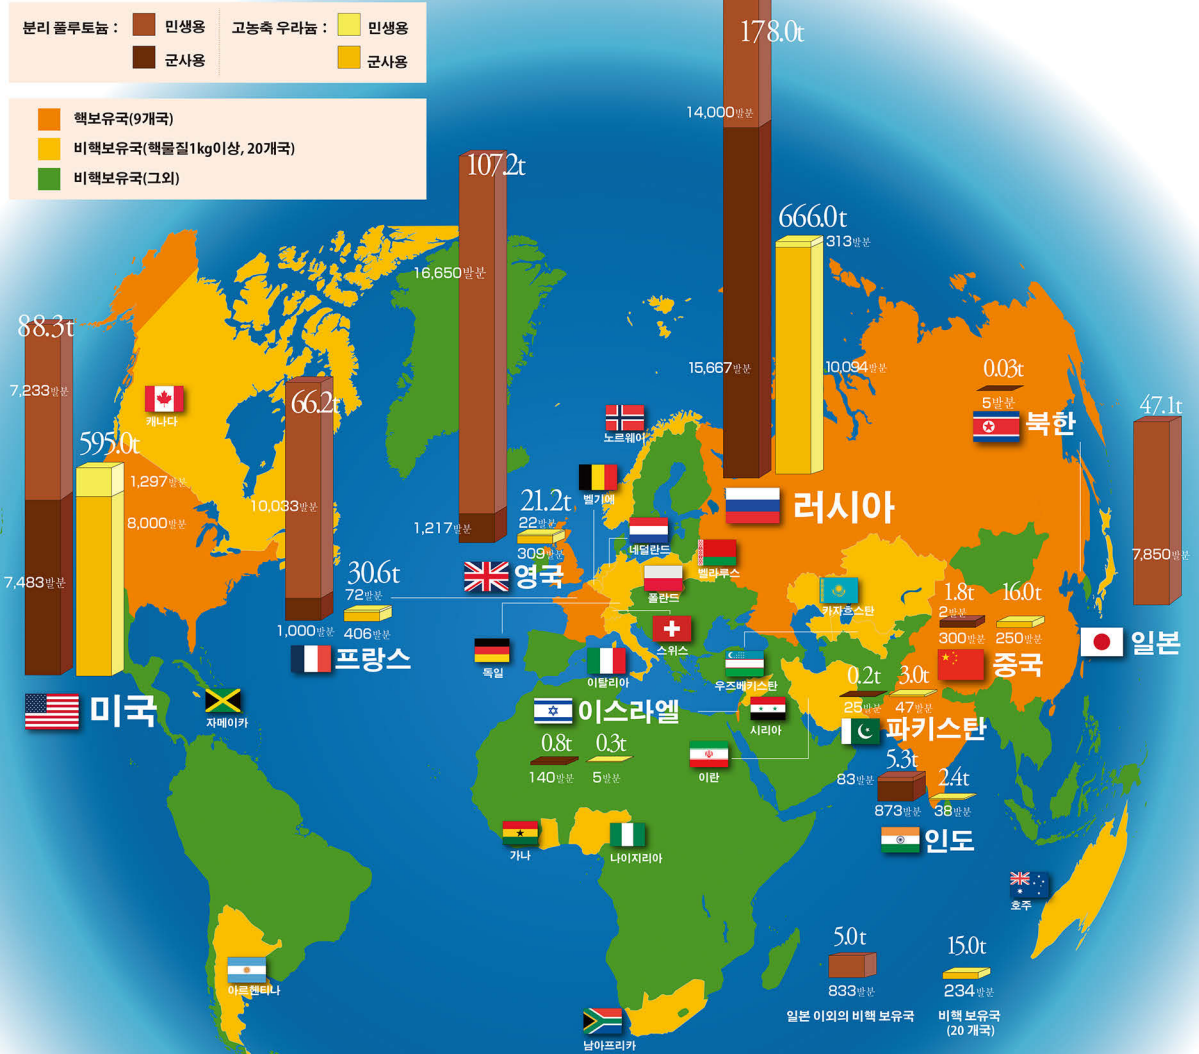 분리 플루토늄 : 민생용 고농축 우라늄 : 민생용
군사용 군사용
핵보유국(9개국)
비핵보유국(핵물질1kg이상, 20개국)
비핵보유국(그외)
178.0t
14,000발분
15,667발분
666.0t
313발분
10,094발분
러시아
107.2t
16,650발분
1,217발분
21.2t
22발분
309발분
영국
88.3t
7,233발분
7,483발분
595.0t
1,297발분
8,000발분
미국
캐나다
66.2t
10,033발분
1,000발분
30.6t
72발분
406발분
프랑스
자메이카
노르웨이
벨기에
네덜란드
벨라루스
폴란드
스위스
독일
이탈리아
카자흐스탄
우즈베키스탄
시리아
이란
이스라엘
0.8t
140발분
0.3t
5발분
0.03t
5발분
북한
47.1t
7,850발분
일본
1.8t
2발분
300발분
16.0t
250발분
중국
0.2t
25발분
3.0t
47발분
파키스탄
5.3t
83발분
873발분
2.4t
38발분
인도
가나
나이지리아
호주
아르헨티나
남아프리카
5.0t
833발분
일본 이외의 비핵 보유국
15.0t
234발분
비핵 보유국
(20 개국)